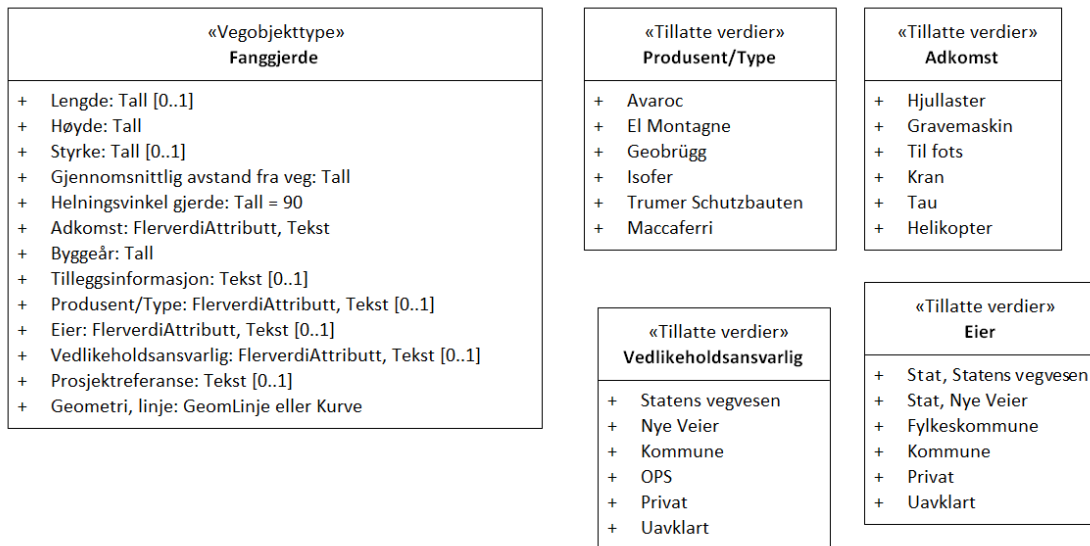 «Vegobjekttype»
Fanggjerde
+ Lengde: Tall [0..1]
+ Høyde: Tall
+ Styrke: Tall [0..1]
+ Gjennomsnittlig avstand fra veg: Tall
+ Helningsvinkel gjerde: Tall = 90
+ Adkomst: FlerverdiAttributt, Tekst
+ Byggeår: Tall
+ Tilleggsinformasjon: Tekst [0..1]
+ Produsent/Type: FlerverdiAttributt, Tekst [0..1]
+ Eier: FlerverdiAttributt, Tekst [0..1]
+ Vedlikeholdsansvarlig: FlerverdiAttributt, Tekst [0..1]
+ Prosjektreferanse: Tekst [0..1]
+ Geometri, linje: GeomLinje eller Kurve
«Tillatte verdier»
Produsent/Type
+ Avaroc
+ El Montagne
+ Geobrügg
+ Isofer
+ Trumer Schutzbauten
+ Maccaferri
«Tillatte verdier»
Adkomst
+ Hjullaster
+ Gravemaskin
+ Til fots
+ Kran
+ Tau
+ Helikopter
«Tillatte verdier»
Vedlikeholdsansvarlig
+ Statens vegvesen
+ Nye Veier
+ Kommune
+ OPS
+ Privat
+ Uavklart
«Tillatte verdier»
Eier
+ Stat, Statens vegvesen
+ Stat, Nye Veier
+ Fylkeskommune
+ Kommune
+ Privat
+ Uavklart